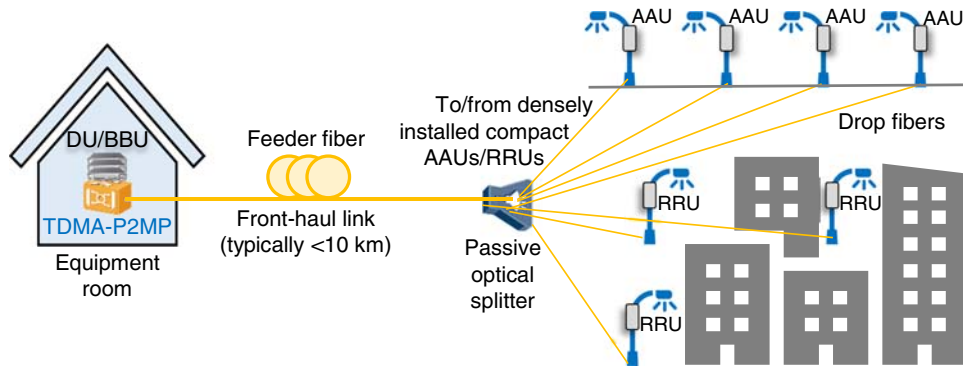 AAU AAU AAU AAU
To/from densely
installed compact
AAUs/RRUs
Drop fibers
DU/BBU
TDMA-P2MP
Equipment
room
Feeder fiber
Front-haul link
(typically <10 km)
Passive
optical
splitter
RRU
RRU
RRU